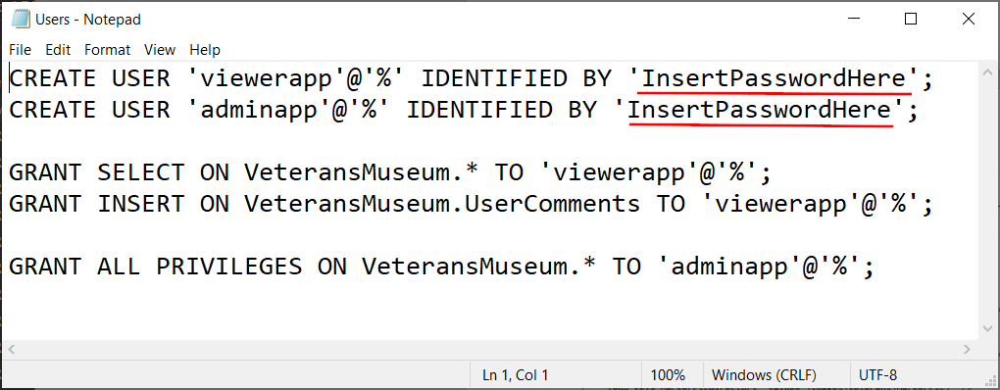 Users - Notepad
File Edit Format View Help
CREATE USER 'viewerapp'@'%' IDENTIFIED BY 'InsertPasswordHere';
CREATE USER 'adminapp'@'%' IDENTIFIED BY 'InsertPasswordHere';
GRANT SELECT ON VeteransMuseum.* TO 'viewerapp'@'%';
GRANT INSERT ON VeteransMuseum.UserComments TO 'viewerapp'@'%';
GRANT ALL PRIVILEGES ON VeteransMuseum.* TO 'adminapp'@'%';
Ln 1, Col 1 100% Windows (CRLF) UTF-8